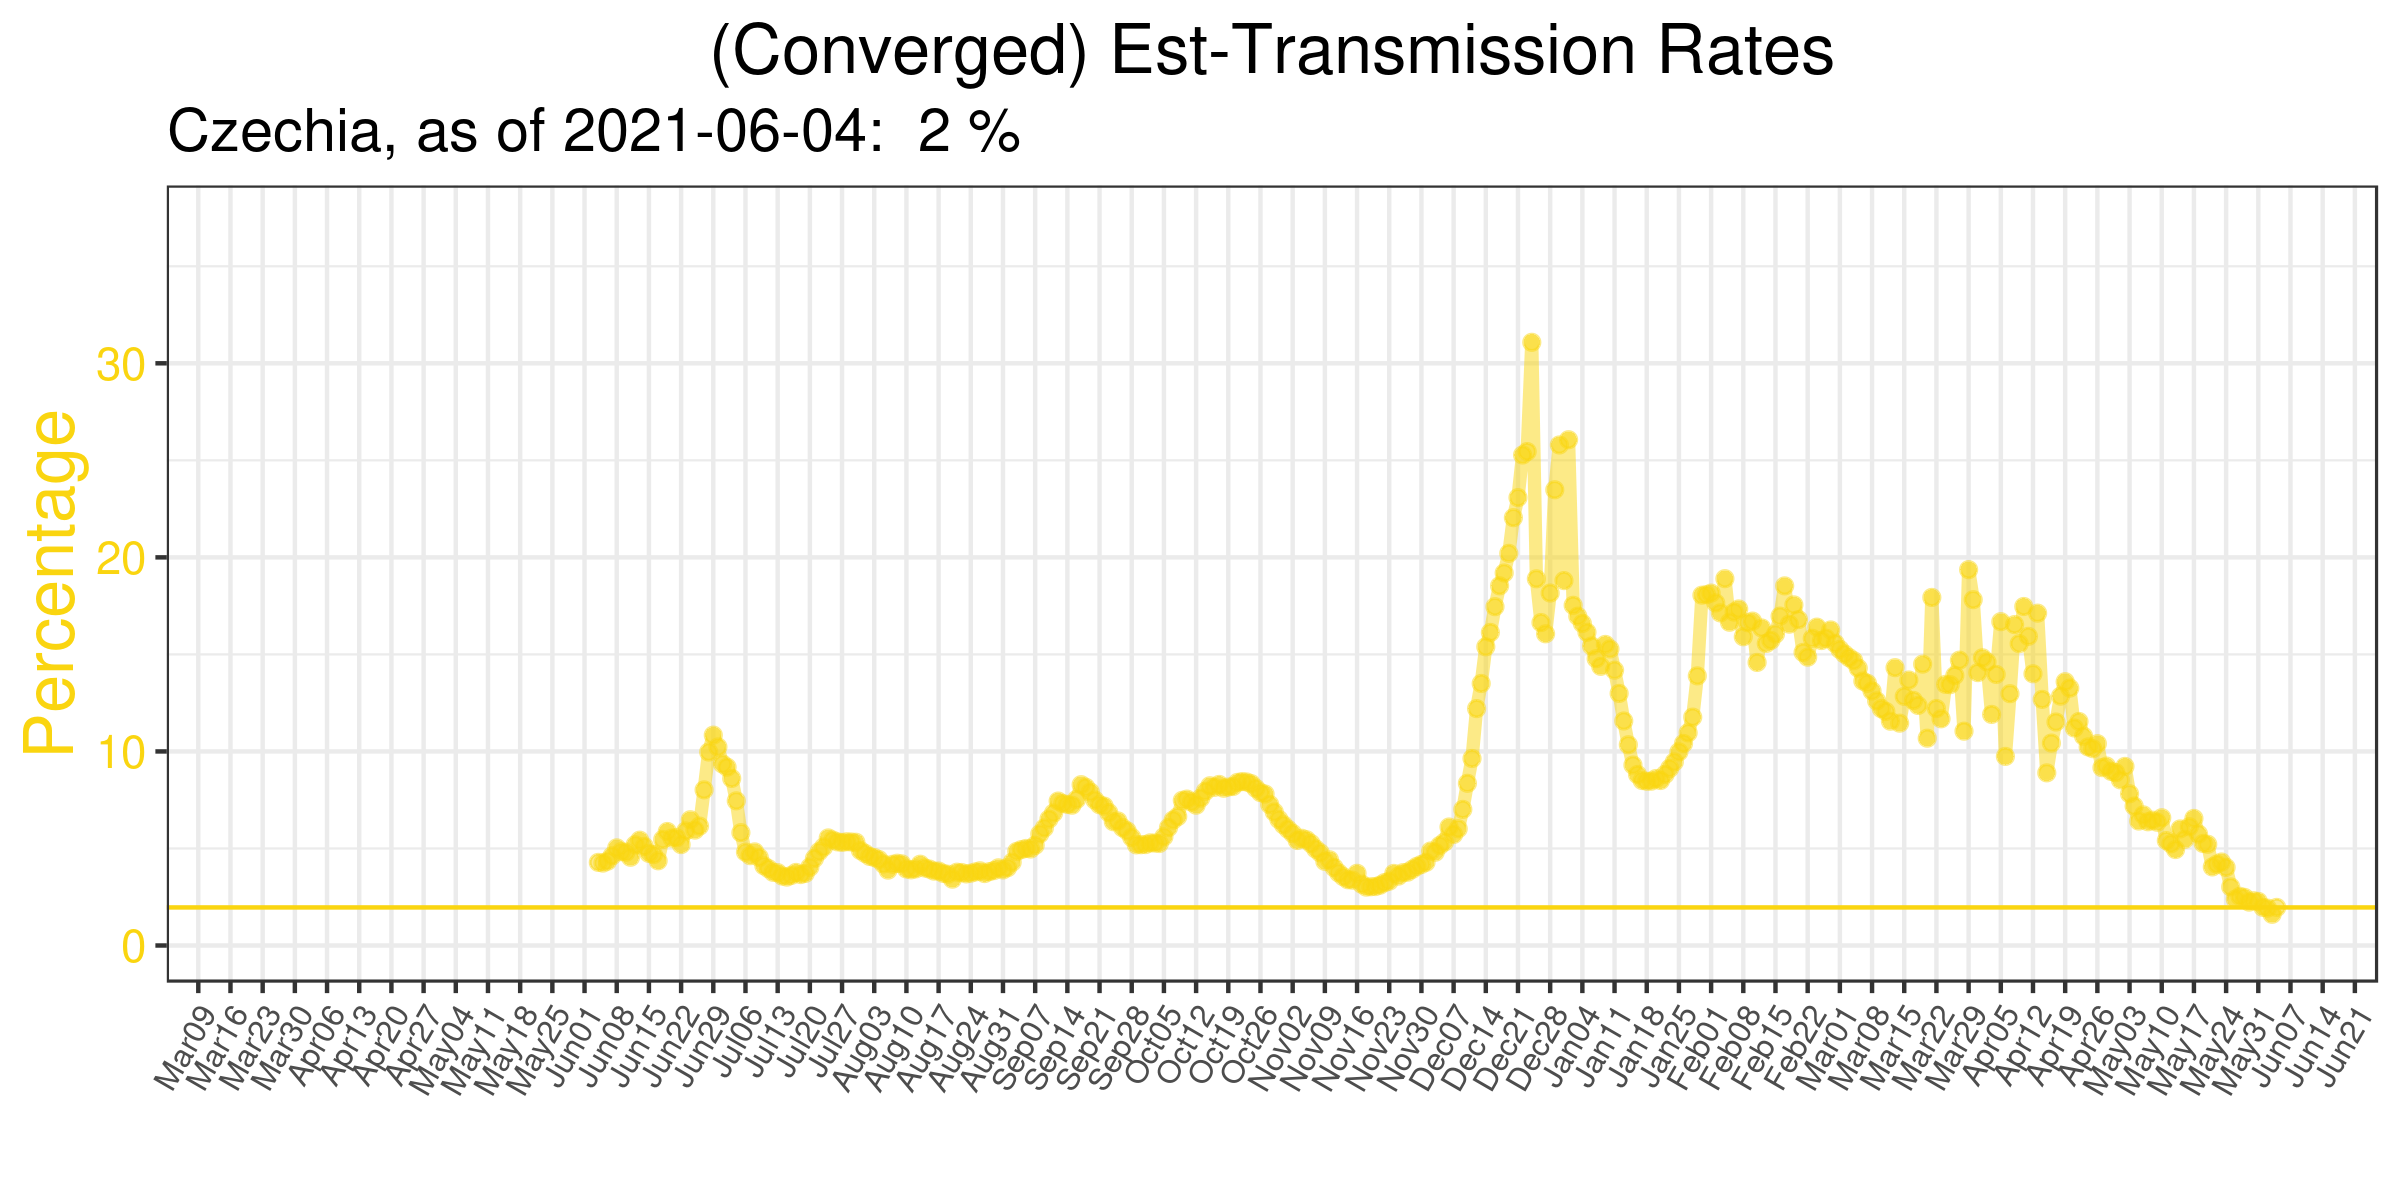 (Converged) Est-Transmission Rates
Czechia, as of 2021-06-04:  2 %
Percentage
30
20
10
0
Mar09
Mar16
Mar23
Mar30
Apr06
Apr13
Apr20
Apr27
May04
May11
May18
May25
Jun01
Jun08
Jun15
Jun22
Jun29
Jul06
Jul13
Jul20
Jul27
Aug03
Aug10
Aug17
Aug24
Aug31
Sep07
Sep14
Sep21
Sep28
Oct05
Oct12
Oct19
Oct26
Nov02
Nov09
Nov16
Nov23
Nov30
Dec07
Dec14
Dec21
Dec28
Jan04
Jan11
Jan18
Jan25
Feb01
Feb08
Feb15
Feb22
Mar01
Mar08
Mar15
Mar22
Mar29
Apr05
Apr12
Apr19
Apr26
May03
May10
May17
May24
May31
Jun07
Jun14
Jun21